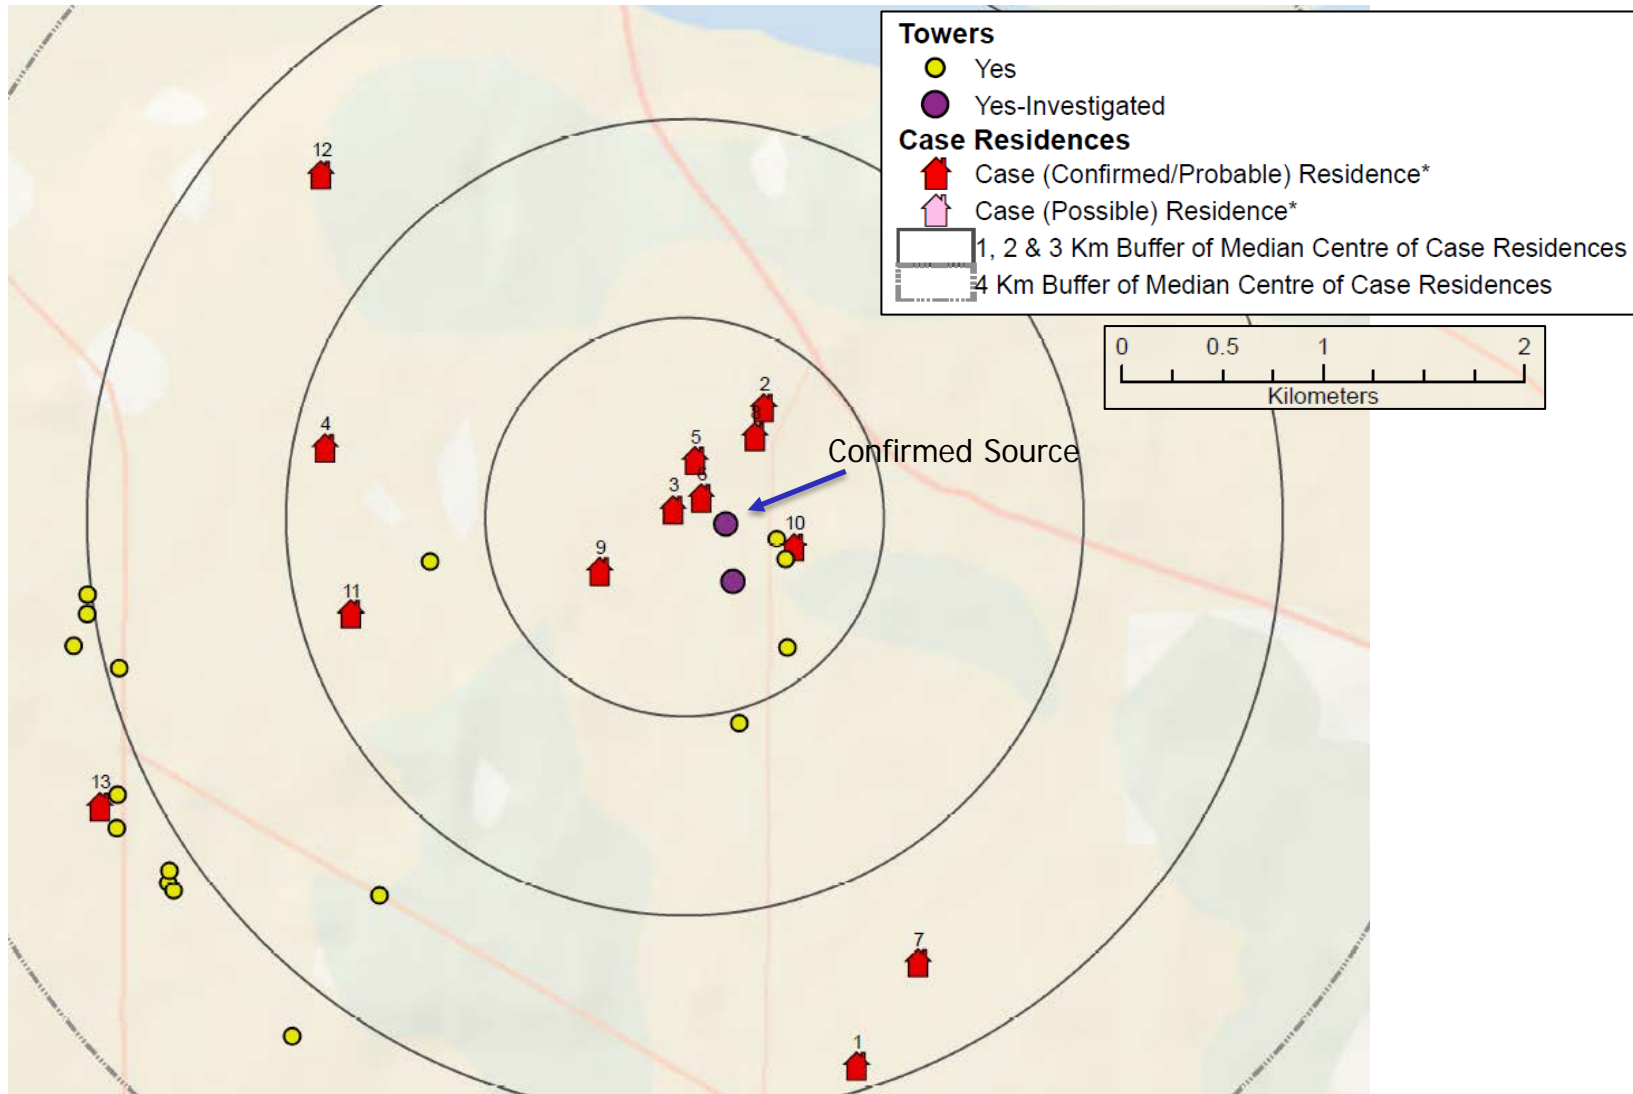 Towers
Yes
Yes-Investigated
Case Residences
Case (Confirmed/Probable) Residence*
Case (Possible) Residence*
1, 2 & 3 Km Buffer of Median Centre of Case Residences
4 Km Buffer of Median Centre of Case Residences
0 0.5 1 2
Kilometers
12
2
8
4
5
Confirmed Source
6
3
10
9
11
13
7
1